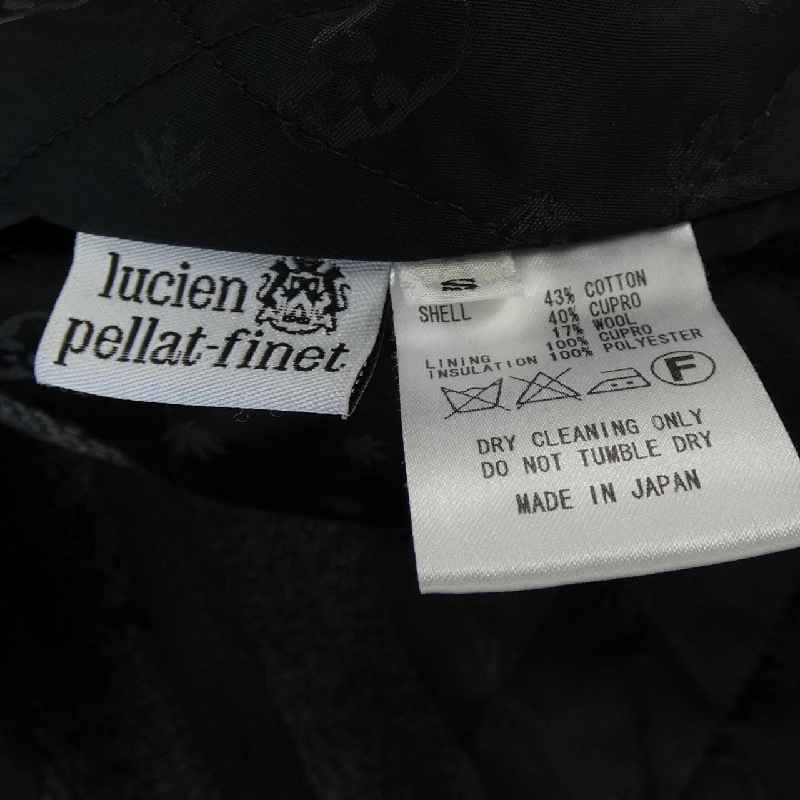 lucien
pellat-finet
S
SHELL 43% COTTON
40% CUPRO
17% WOOL
LINING 100% CUPRO
INSULATION 100% POLYESTER
F
DRY CLEANING ONLY
DO NOT TUMBLE DRY
MADE IN JAPAN